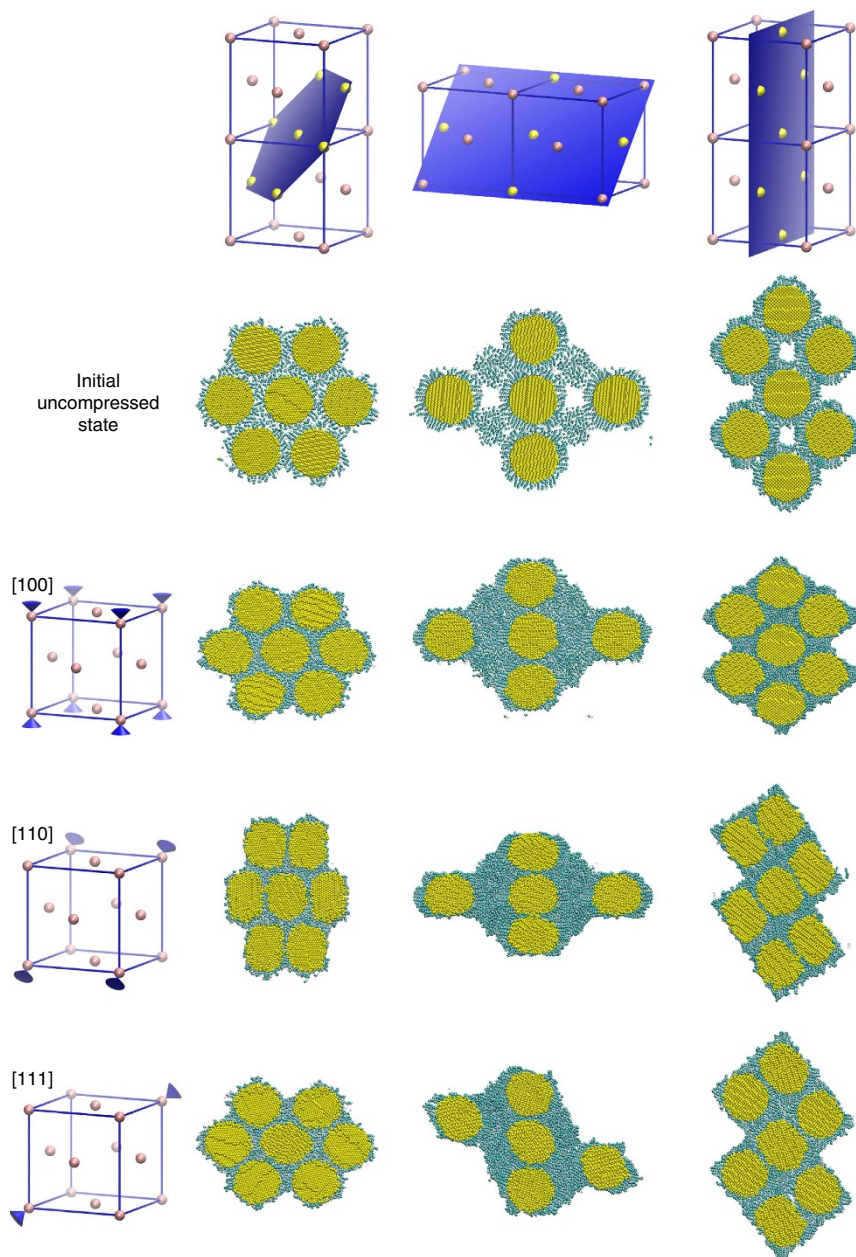 Initial
uncompressed
state
[100]
[110]
[111]